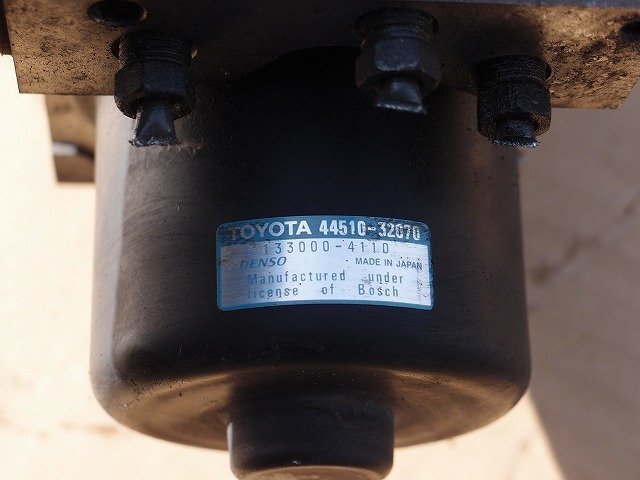 TOYOTA 44510-32070
133000-4110
DENSO MADE IN JAPAN
Manufactured under
license of Bosch